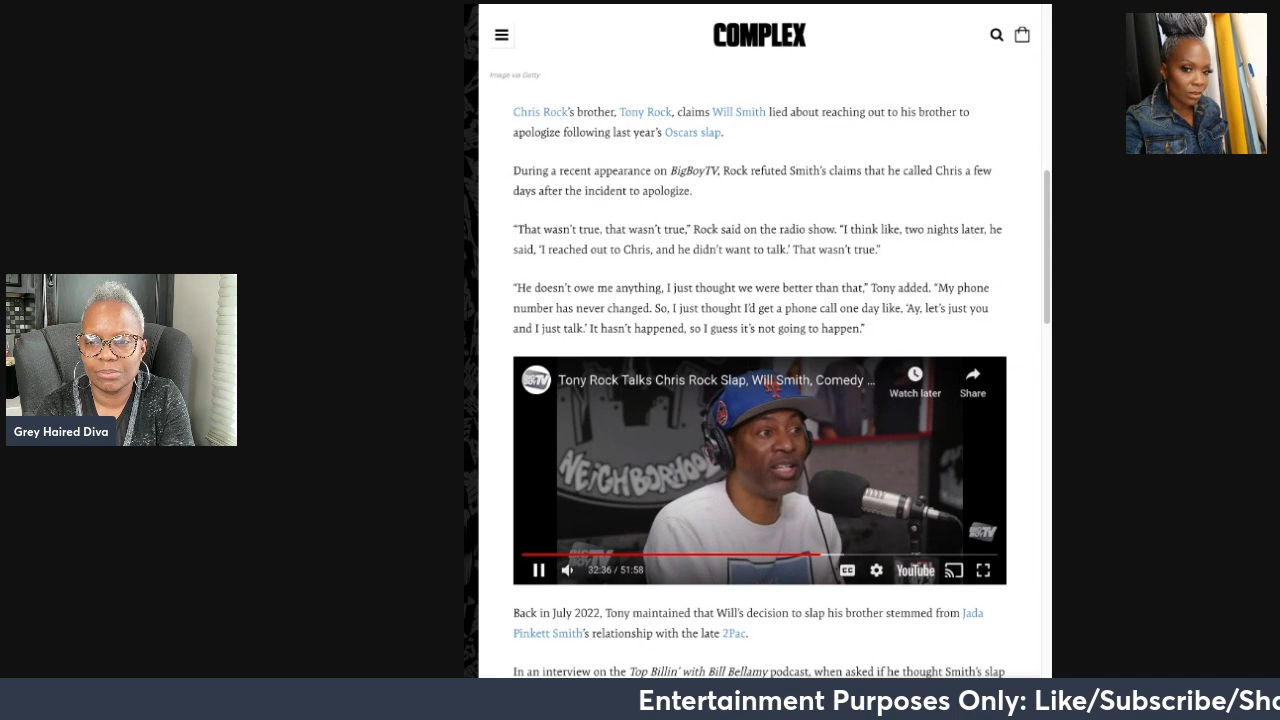 COMPLEX
Image via Getty
Chris Rock's brother, Tony Rock, claims Will Smith lied about reaching out to his brother to
apologize following last year's Oscars slap.
During a recent appearance on BigBoyTV, Rock refuted Smith's claims that he called Chris a few
days after the incident to apologize.
“That wasn't true, that wasn't true,” Rock said on the radio show. “I think like, two nights later, he
said, ‘I reached out to Chris, and he didn't want to talk.’ That wasn't true.”
“He doesn't owe me anything, I just thought we were better than that,” Tony added. “My phone
number has never changed. So, I just thought I'd get a phone call one day like, ‘Ay, let's just you
and I just talk.’ It hasn't happened, so I guess it's not going to happen.”
Tony Rock Talks Chris Rock Slap, Will Smith, Comedy ...
Watch later
Share
NEIGHBORHOOD
BIG BOY TV
32:36 / 51:58
CC
YouTube
Grey Haired Diva
Back in July 2022, Tony maintained that Will's decision to slap his brother stemmed from Jada
Pinkett Smith's relationship with the late 2Pac.
In an interview on the Top Billin' with Bill Bellamy podcast, when asked if he thought Smith's slap
Entertainment Purposes Only: Like/Subscribe/Sha